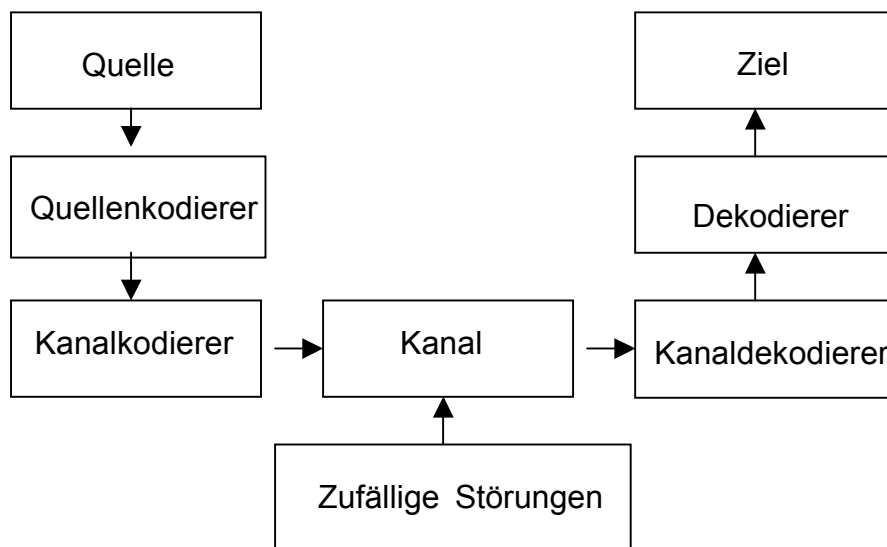 Quelle
Ziel
Quellenkodierer
Dekodierer
Kanalkodierer
Kanal
Kanaldekodierer
Zufällige Störungen